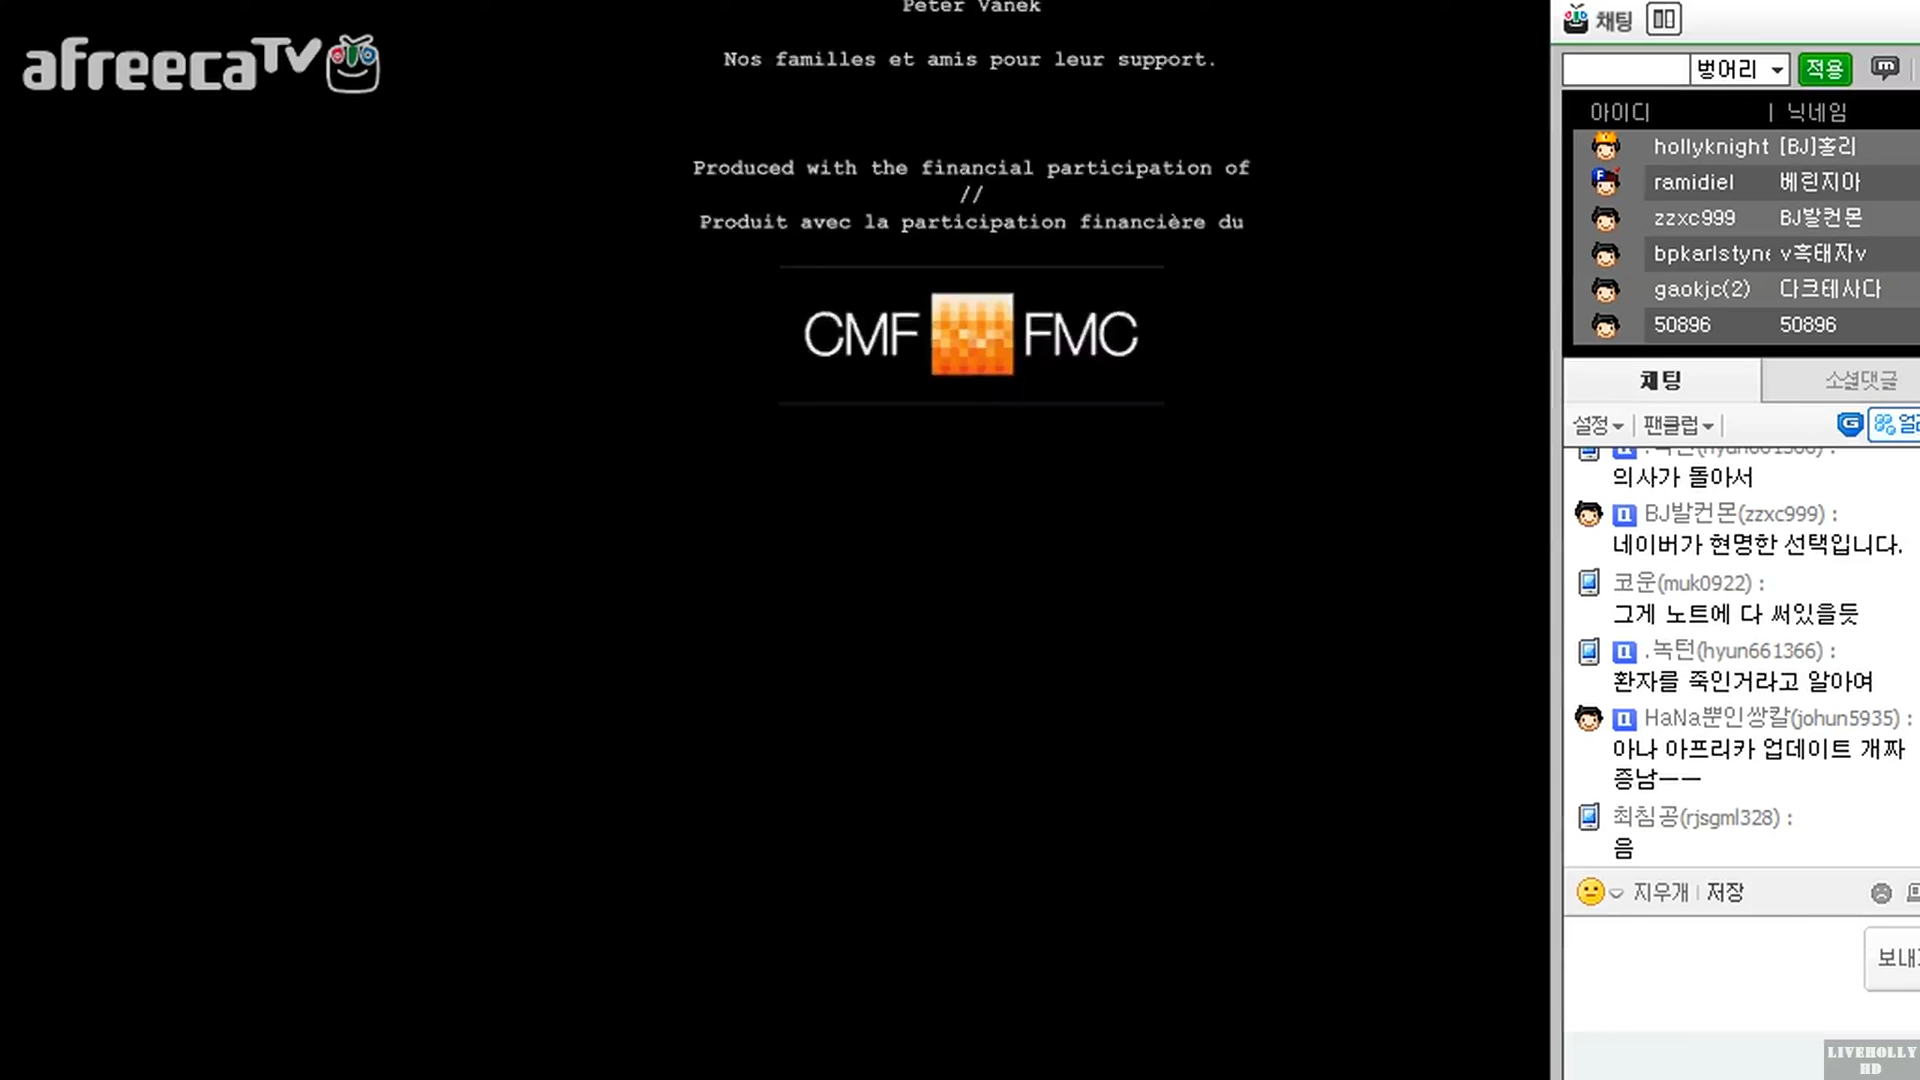 Peter Vanek
afreecaTV
Nos familles et amis pour leur support.
Produced with the financial participation of
//
Produit avec la participation financière du
CMF FMC
채팅
벙어리
적용
아이디 | 닉네임
hollyknight [BJ]홀리
ramidiel 베린지아
zzxc999 BJ발컨몬
bpkarlstyne v흑태자v
gaokjc(2) 다크테사다
50896 50896
채팅
소셜댓글
설정 | 팬클럽 |
의사가 돌아서
BJ발컨몬(zzxc999) :
네이버가 현명한 선택입니다.
코운(muk0922) :
그게 노트에 다 써있을듯
.녹턴(hyun661366) :
환자를 죽인거라고 알아여
HaNa뿐인쌍칼(johun5935) :
아나 아프리카 업데이트 개짜
증남ㅡㅡ
최침공(rjsgml328) :
음
지우개 | 저장
LIVEHOLLY
HD